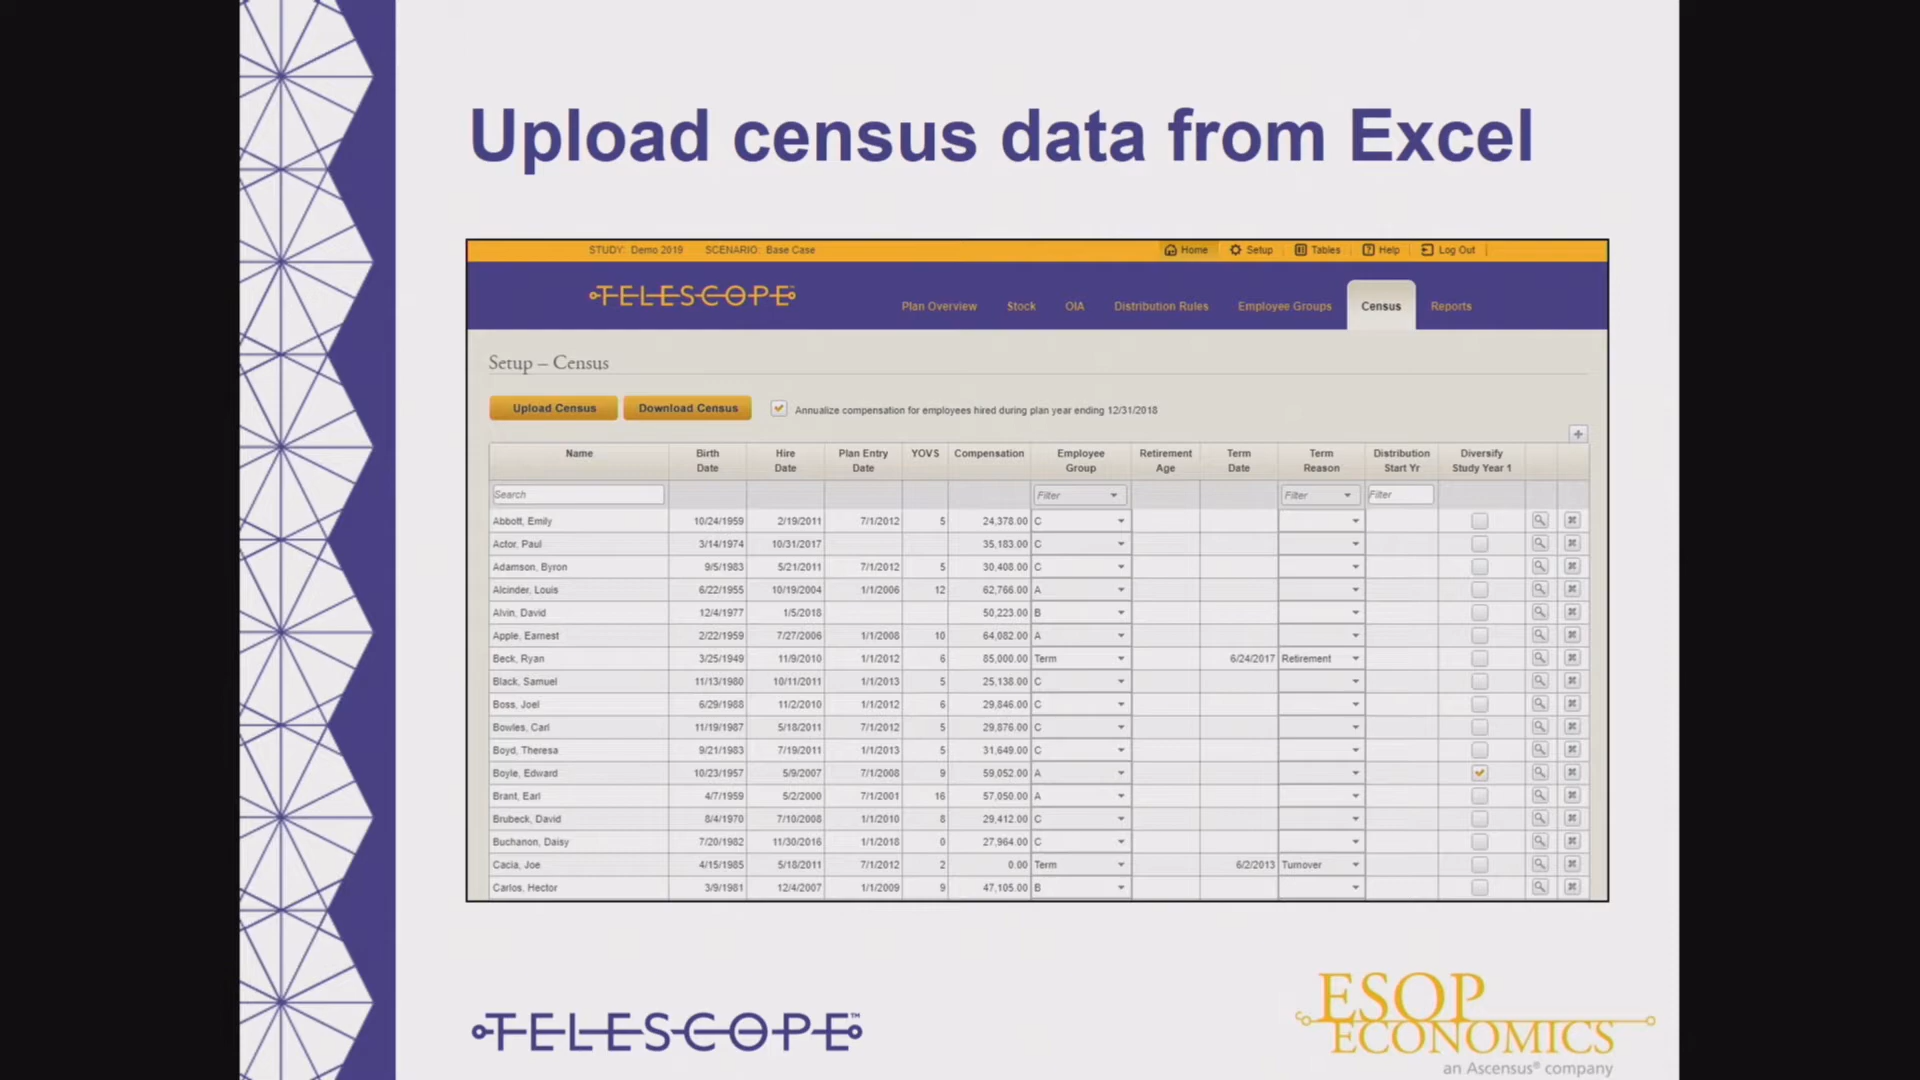 Upload census data from Excel
STUDY: Demo 2019 SCENARIO: Base Case Home Setup Tables Help Log Out
TELESCOPE
Plan Overview Stock OIA Distribution Rules Employee Groups Census Reports
Setup – Census
Upload Census Download Census Annualize compensation for employees hired during plan year ending 12/31/2018
Name Birth Date Hire Date Plan Entry Date YOVS Compensation Employee Group Retirement Age Term Date Term Reason Distribution Start Yr Diversify Study Year 1
Search Filter Filter Filter
Abbott, Emily 10/24/1959 2/19/2011 7/1/2012 5 24,378.00 C
Actor, Paul 3/14/1974 10/31/2017 35,183.00 C
Adamson, Byron 9/5/1983 5/21/2011 7/1/2012 5 30,408.00 C
Alcinder, Louis 6/22/1955 10/19/2004 1/1/2006 12 62,766.00 A
Alvin, David 12/4/1977 1/5/2018 50,223.00 B
Apple, Earnest 2/22/1959 7/27/2006 1/1/2008 10 64,082.00 A
Beck, Ryan 3/25/1949 11/9/2010 1/1/2012 6 85,000.00 Term 6/24/2017 Retirement
Black, Samuel 11/13/1980 10/11/2011 1/1/2013 5 25,138.00 C
Boss, Joel 6/29/1988 11/2/2010 1/1/2012 6 29,846.00 C
Bowles, Carl 11/19/1987 5/18/2011 7/1/2012 5 29,876.00 C
Boyd, Theresa 9/21/1983 7/19/2011 1/1/2013 5 31,649.00 C
Boyle, Edward 10/23/1957 5/9/2007 7/1/2008 9 59,052.00 A
Brant, Earl 4/7/1959 5/2/2000 7/1/2001 16 57,050.00 A
Brubeck, David 8/4/1970 7/10/2008 1/1/2010 8 29,412.00 C
Buchanon, Daisy 7/20/1982 11/30/2016 1/1/2018 0 27,964.00 C
Cacia, Joe 4/15/1985 5/18/2011 7/1/2012 2 0.00 Term 6/2/2013 Turnover
Carlos, Hector 3/9/1981 12/4/2007 1/1/2009 9 47,105.00 B
TELESCOPE™
ESOP
ECONOMICS
an Ascensus® company